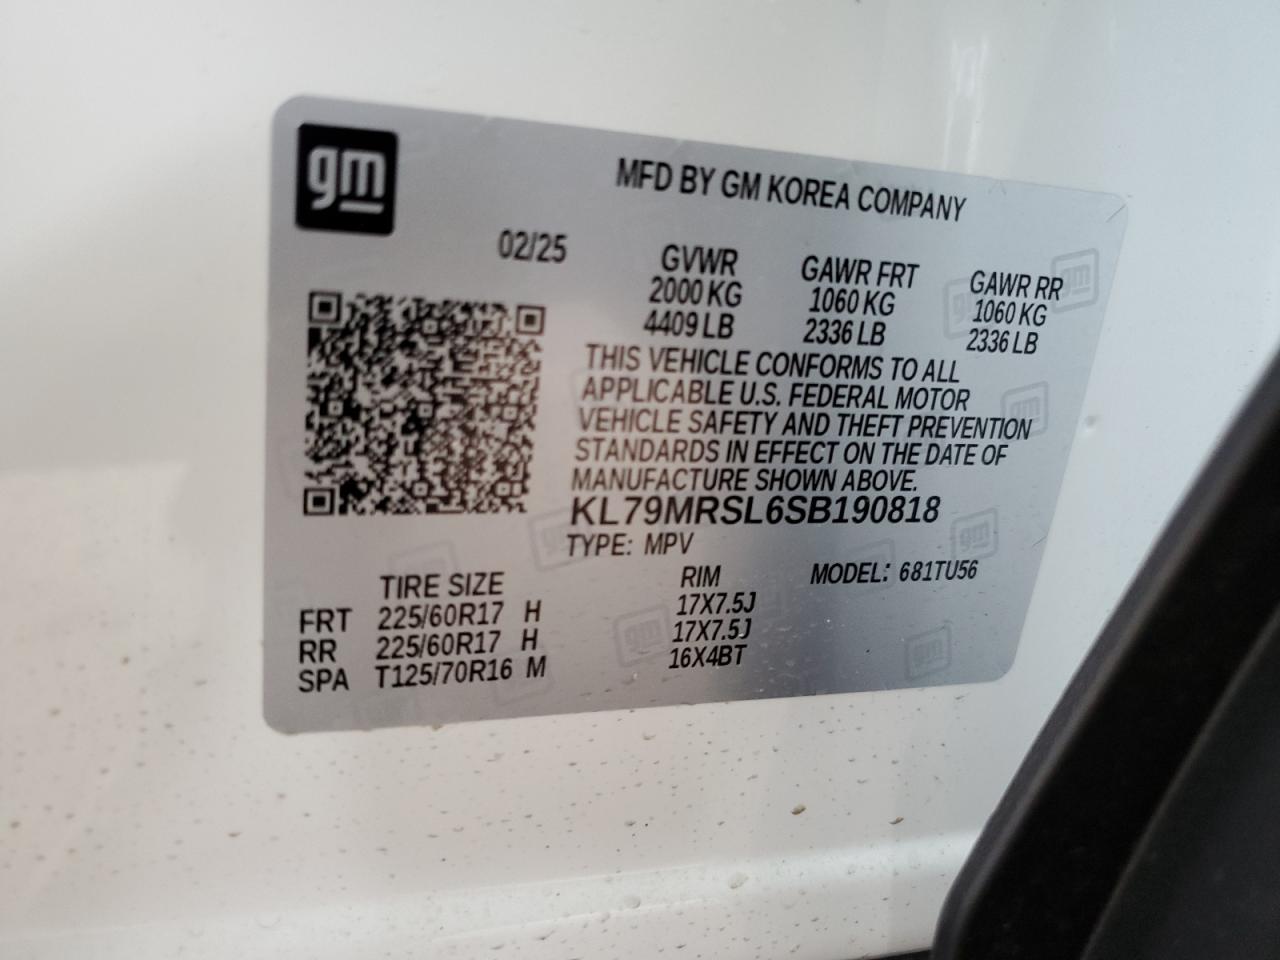 gm
MFD BY GM KOREA COMPANY
02/25 GVWR GAWR FRT GAWR RR
2000 KG 1060 KG 1060 KG
4409 LB 2336 LB 2336 LB
THIS VEHICLE CONFORMS TO ALL
APPLICABLE U.S. FEDERAL MOTOR
VEHICLE SAFETY AND THEFT PREVENTION
STANDARDS IN EFFECT ON THE DATE OF
MANUFACTURE SHOWN ABOVE.
KL79MRSL6SB190818
TYPE: MPV MODEL: 681TU56
TIRE SIZE RIM
FRT 225/60R17 H 17X7.5J
RR 225/60R17 H 17X7.5J
SPA T125/70R16 M 16X4BT